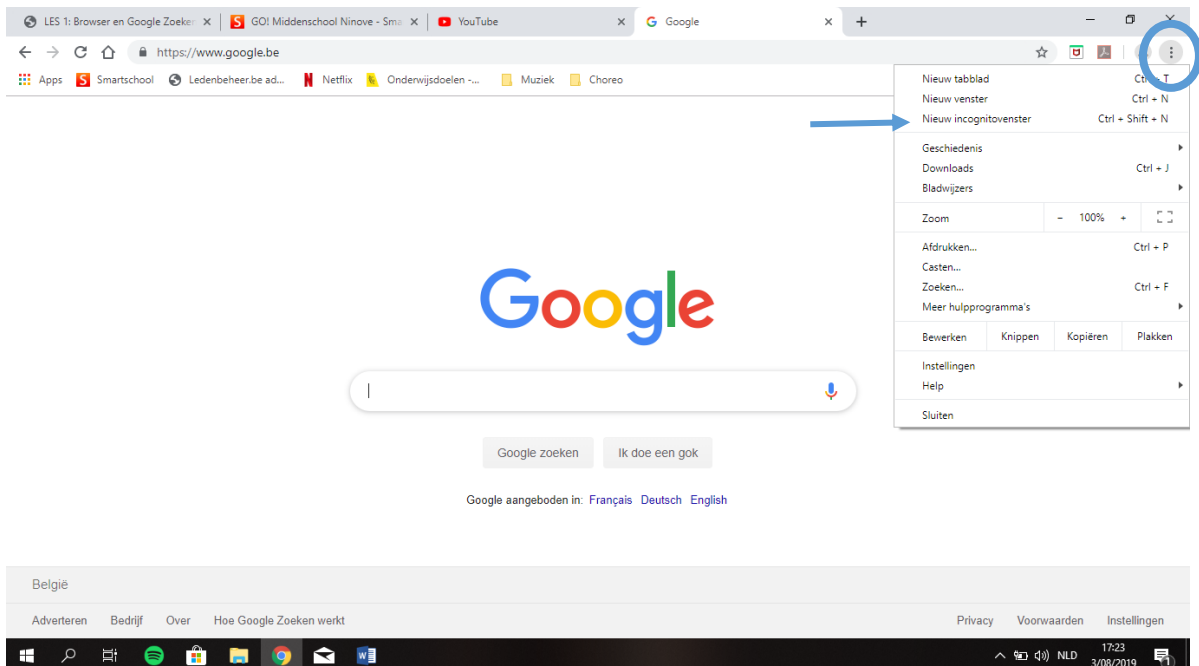 LES 1: Browser en Google Zoeken
GO! Middenschool Ninove - Sma
YouTube
Google
https://www.google.be
Apps Smartschool Ledenbeheer.be ad... Netflix Onderwijsdoelen -... Muziek Choreo
Nieuw tabblad Ctrl + T
Nieuw venster Ctrl + N
Nieuw incognitovenster Ctrl + Shift + N
Geschiedenis
Downloads Ctrl + J
Bladwijzers
Zoom - 100% +
Afdrukken... Ctrl + P
Casten...
Zoeken... Ctrl + F
Meer hulpprogramma's
Bewerken Knippen Kopiëren Plakken
Instellingen
Help
Sluiten
Google
Google zoeken Ik doe een gok
Google aangeboden in: Français Deutsch English
België
Adverteren Bedrijf Over Hoe Google Zoeken werkt Privacy Voorwaarden Instellingen
NLD
17:23
3/08/2019
1